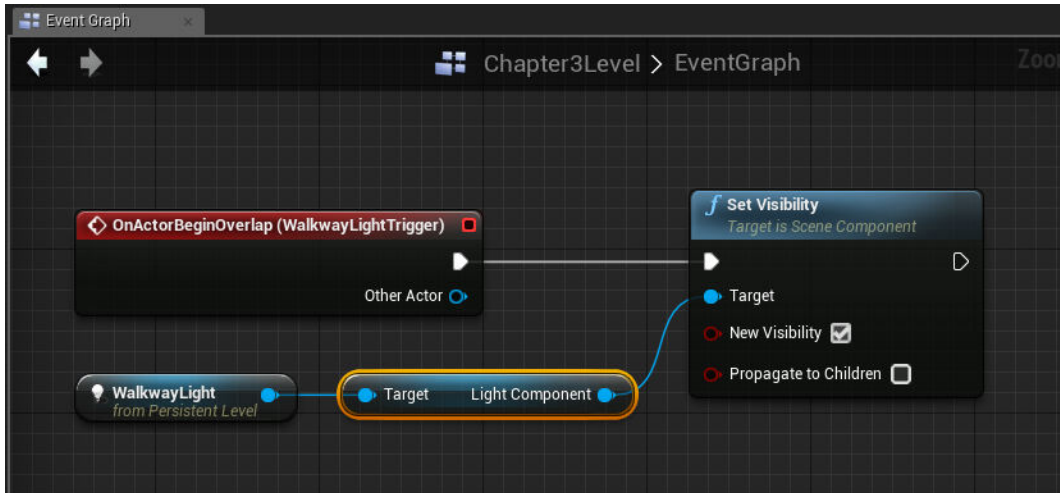 Event Graph
Chapter3Level > EventGraph
Zoo
OnActorBeginOverlap (WalkwayLightTrigger)
Other Actor
f Set Visibility
Target is Scene Component
Target
New Visibility
Propagate to Children
WalkwayLight
from Persistent Level
Target Light Component